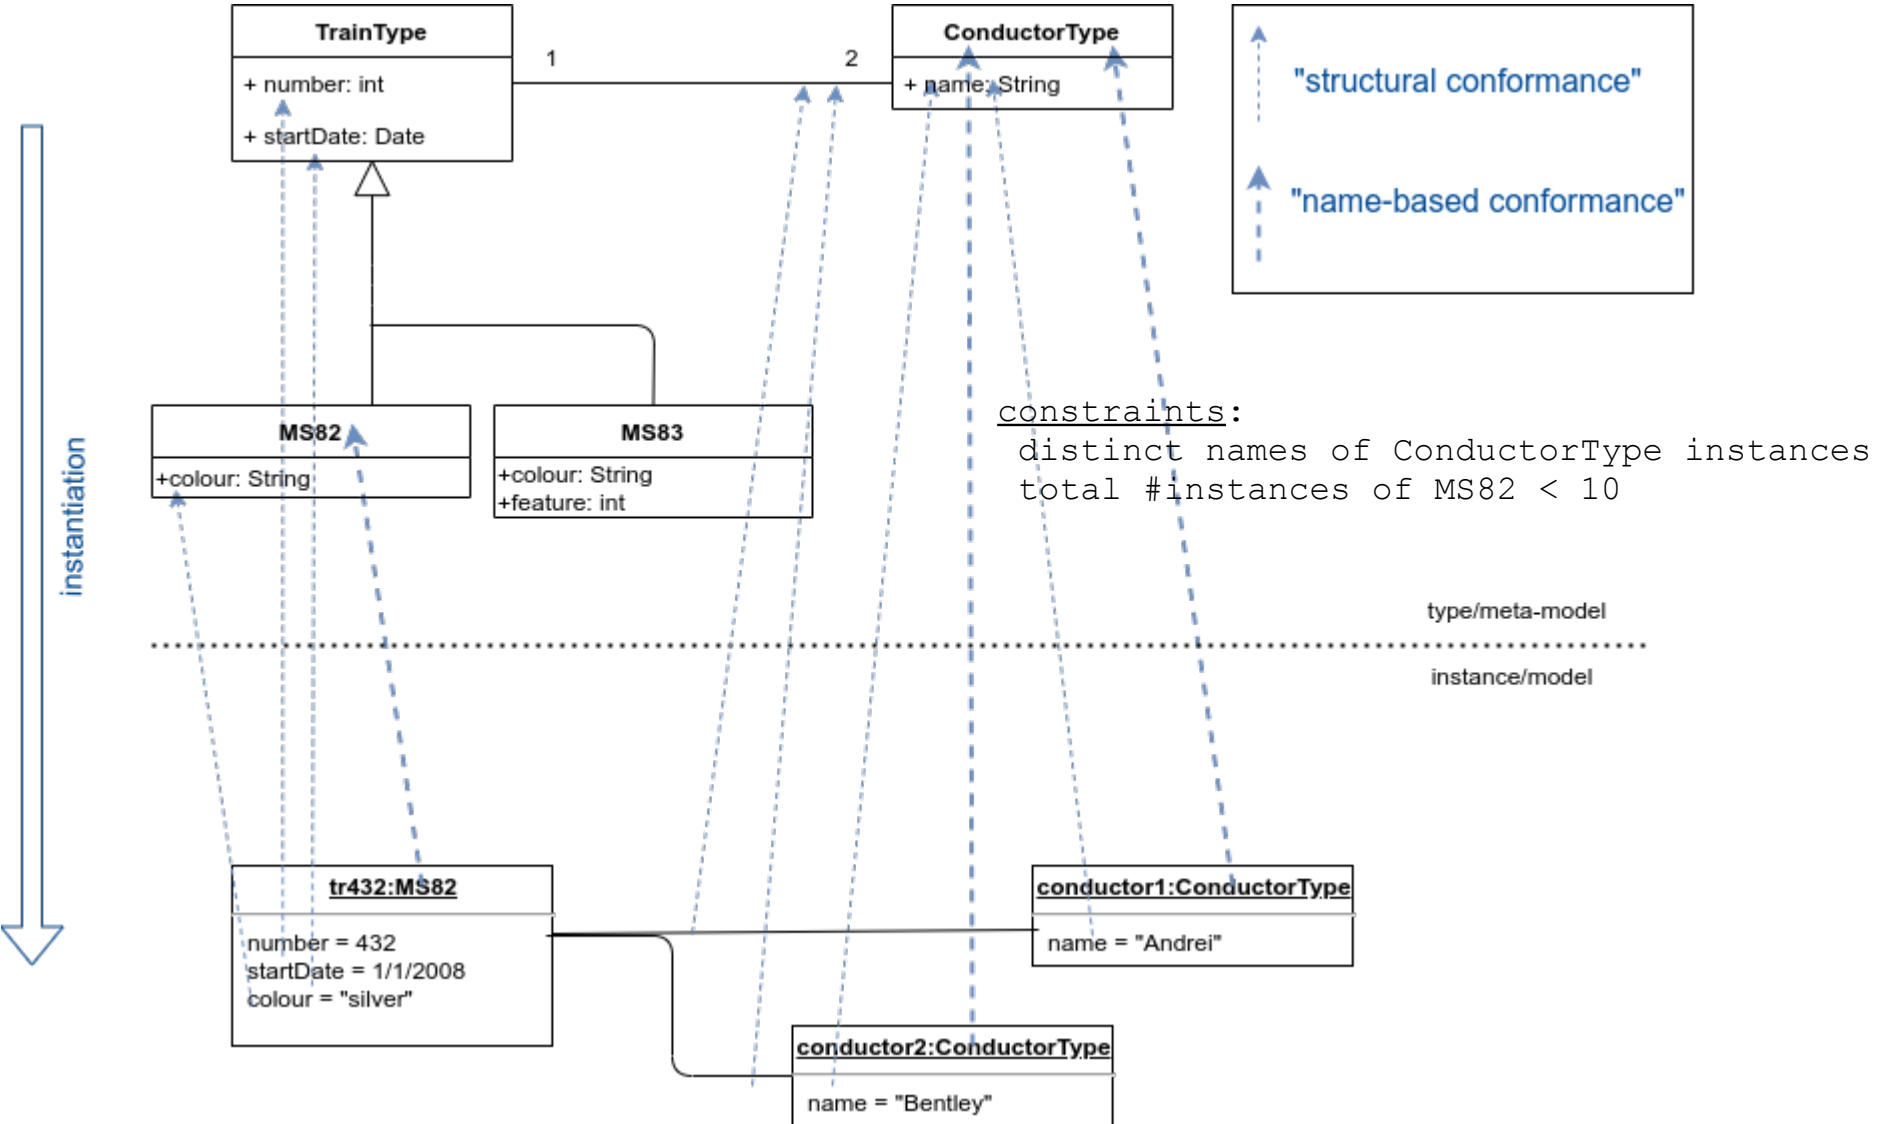 TrainType
+ number: int
+ startDate: Date
1
2
ConductorType
+ name: String
"structural conformance"
"name-based conformance"
MS82
+colour: String
MS83
+colour: String
+feature: int
constraints:
distinct names of ConductorType instances
total #instances of MS82 < 10
instantiation
type/meta-model
instance/model
tr432:MS82
number = 432
startDate = 1/1/2008
colour = "silver"
conductor1:ConductorType
name = "Andrei"
conductor2:ConductorType
name = "Bentley"